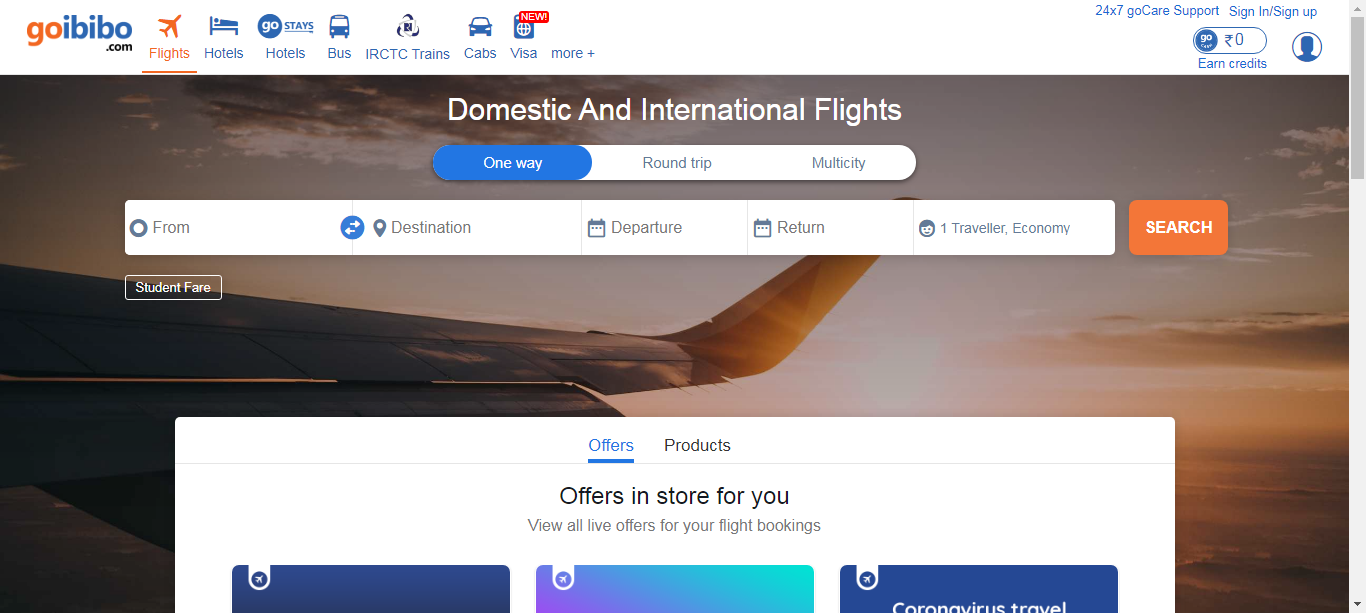 goibibo
.com
Flights
Hotels
go STAYS
Hotels
Bus
IRCTC Trains
Cabs
NEW!
Visa
more +
24x7 goCare Support
Sign In/Sign up
go
₹0
Earn credits
Domestic And International Flights
One way
Round trip
Multicity
From
Destination
Departure
Return
1 Traveller, Economy
SEARCH
Student Fare
Offers
Products
Offers in store for you
View all live offers for your flight bookings
Coronavirus travel